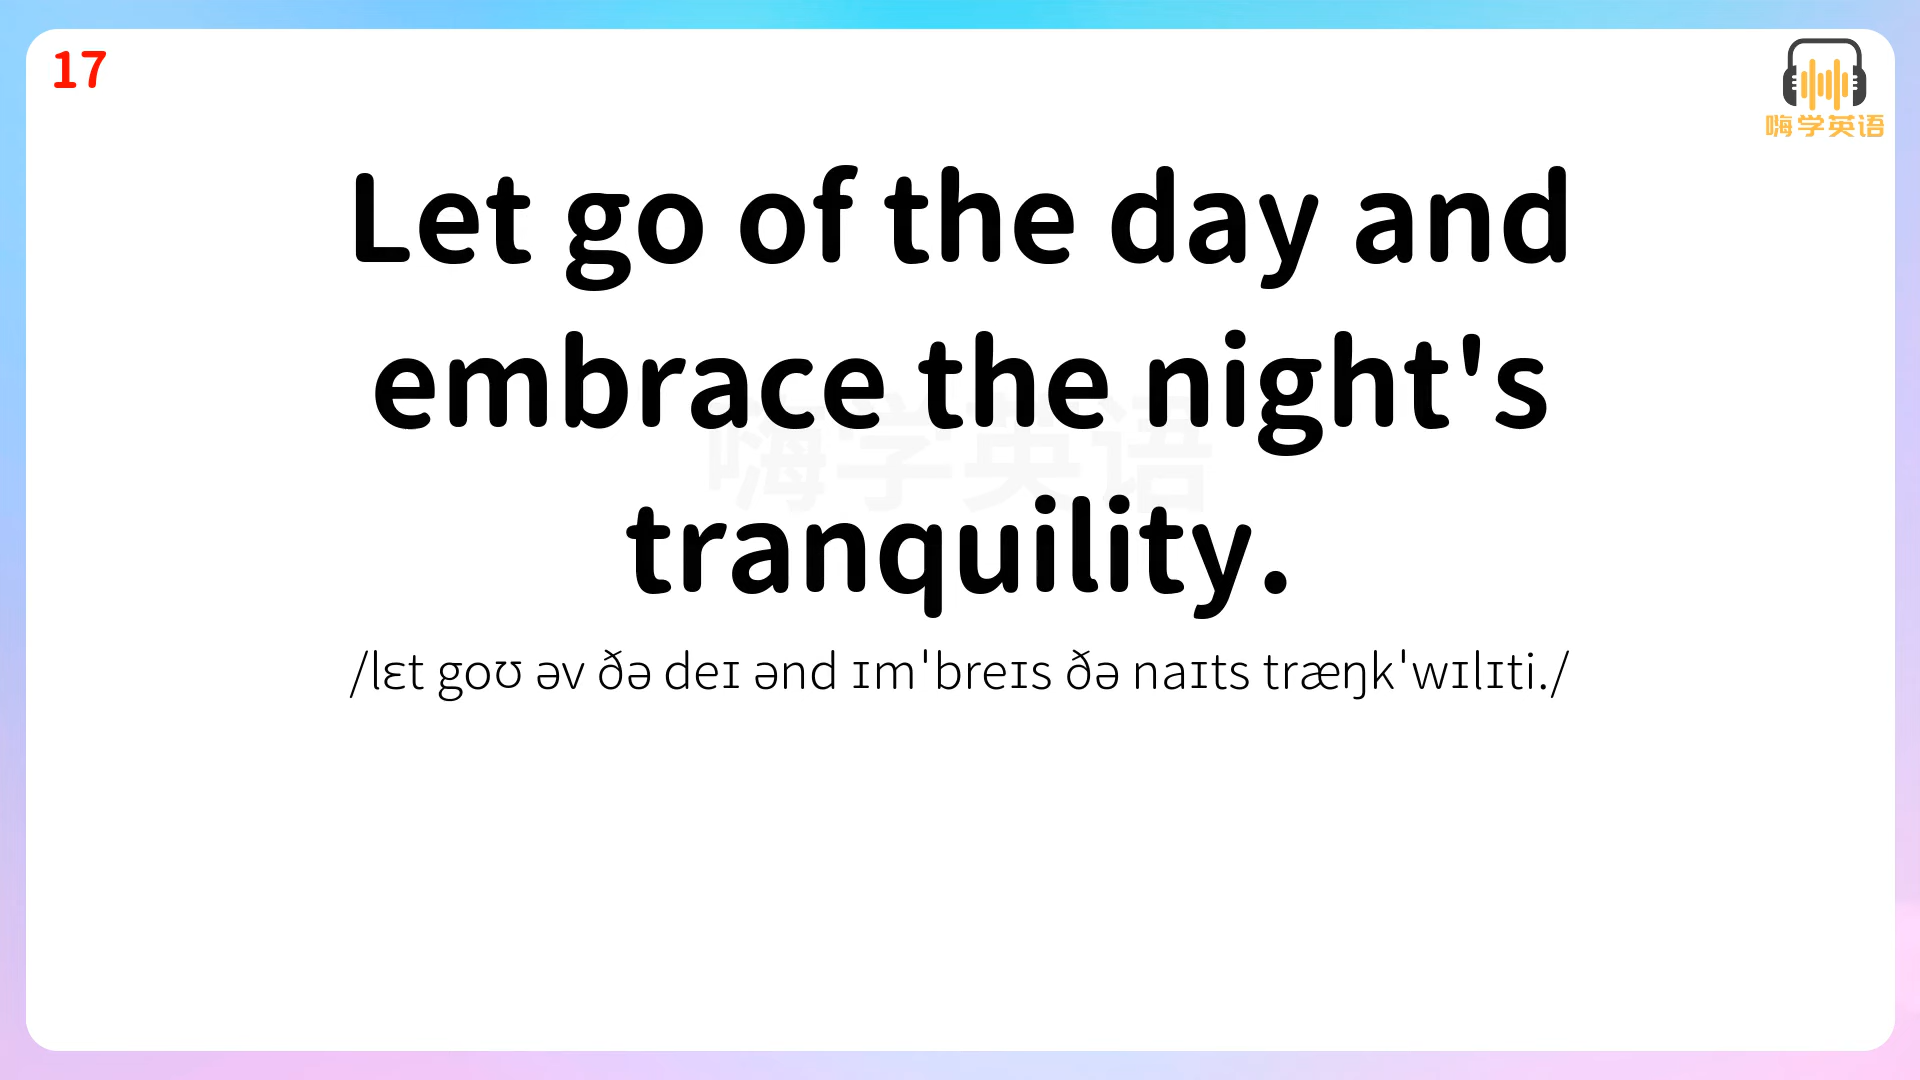 17
嗨学英语
Let go of the day and
embrace the night's
嗨学英语
tranquility.
/lɛt goʊ əv ðə deɪ ənd ɪmˈbreɪs ðə naɪts træŋkˈwɪlɪti./